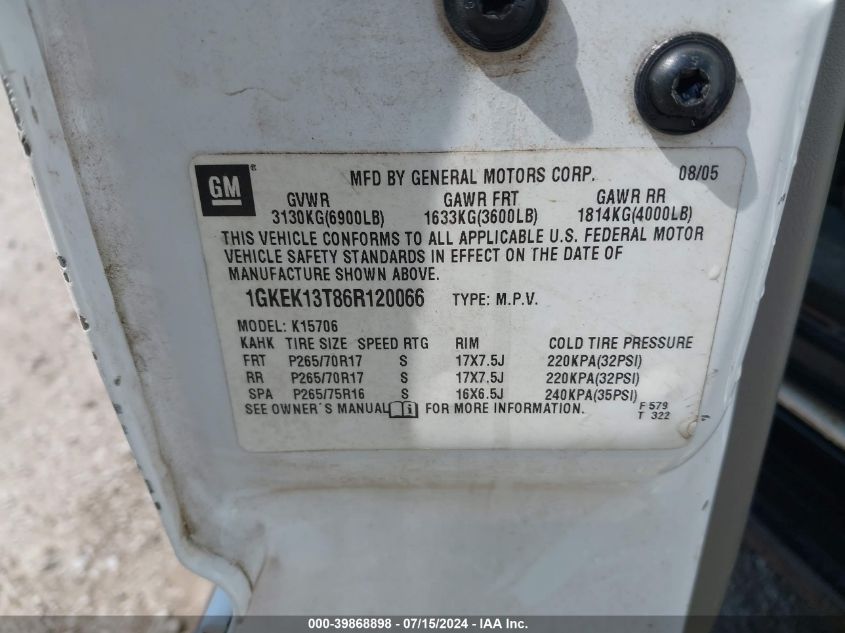 GM ® MFD BY GENERAL MOTORS CORP. 08/05
GVWR GAWR FRT GAWR RR
3130KG(6900LB) 1633KG(3600LB) 1814KG(4000LB)
THIS VEHICLE CONFORMS TO ALL APPLICABLE U.S. FEDERAL MOTOR
VEHICLE SAFETY STANDARDS IN EFFECT ON THE DATE OF
MANUFACTURE SHOWN ABOVE.
1GKEK13T86R120066 TYPE: M.P.V.
MODEL: K15706
KAHK TIRE SIZE SPEED RTG RIM COLD TIRE PRESSURE
FRT P265/70R17 S 17X7.5J 220KPA(32PSI)
RR P265/70R17 S 17X7.5J 220KPA(32PSI)
SPA P265/75R16 S 16X6.5J 240KPA(35PSI)
SEE OWNER'S MANUAL FOR MORE INFORMATION. F 579
T 322
000-39868898 - 07/15/2024 - IAA Inc.